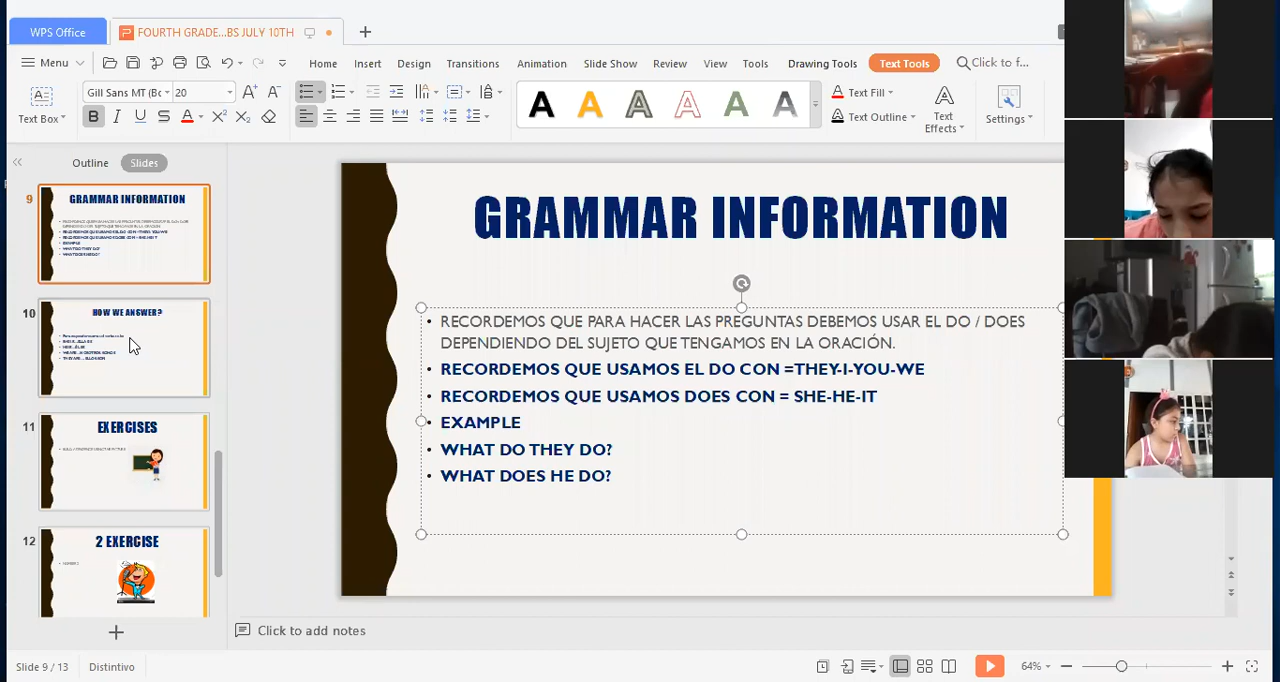 WPS Office
FOURTH GRADE...BS JULY 10TH
Menu
Home
Insert
Design
Transitions
Animation
Slide Show
Review
View
Tools
Drawing Tools
Text Tools
Click to f...
Text Box
Gill Sans MT (Bc
20
Text Fill
Text Outline
Text
Effects
Settings
Outline
Slides
9
GRAMMAR INFORMATION
10
HOW WE ANSWER?
11
EXERCISES
12
2 EXERCISE
GRAMMAR INFORMATION
• RECORDEMOS QUE PARA HACER LAS PREGUNTAS DEBEMOS USAR EL DO / DOES
DEPENDIENDO DEL SUJETO QUE TENGAMOS EN LA ORACIÓN.
• RECORDEMOS QUE USAMOS EL DO CON =THEY-I-YOU-WE
• RECORDEMOS QUE USAMOS DOES CON = SHE-HE-IT
• EXAMPLE
• WHAT DO THEY DO?
• WHAT DOES HE DO?
Click to add notes
Slide 9 / 13
Distintivo
64%